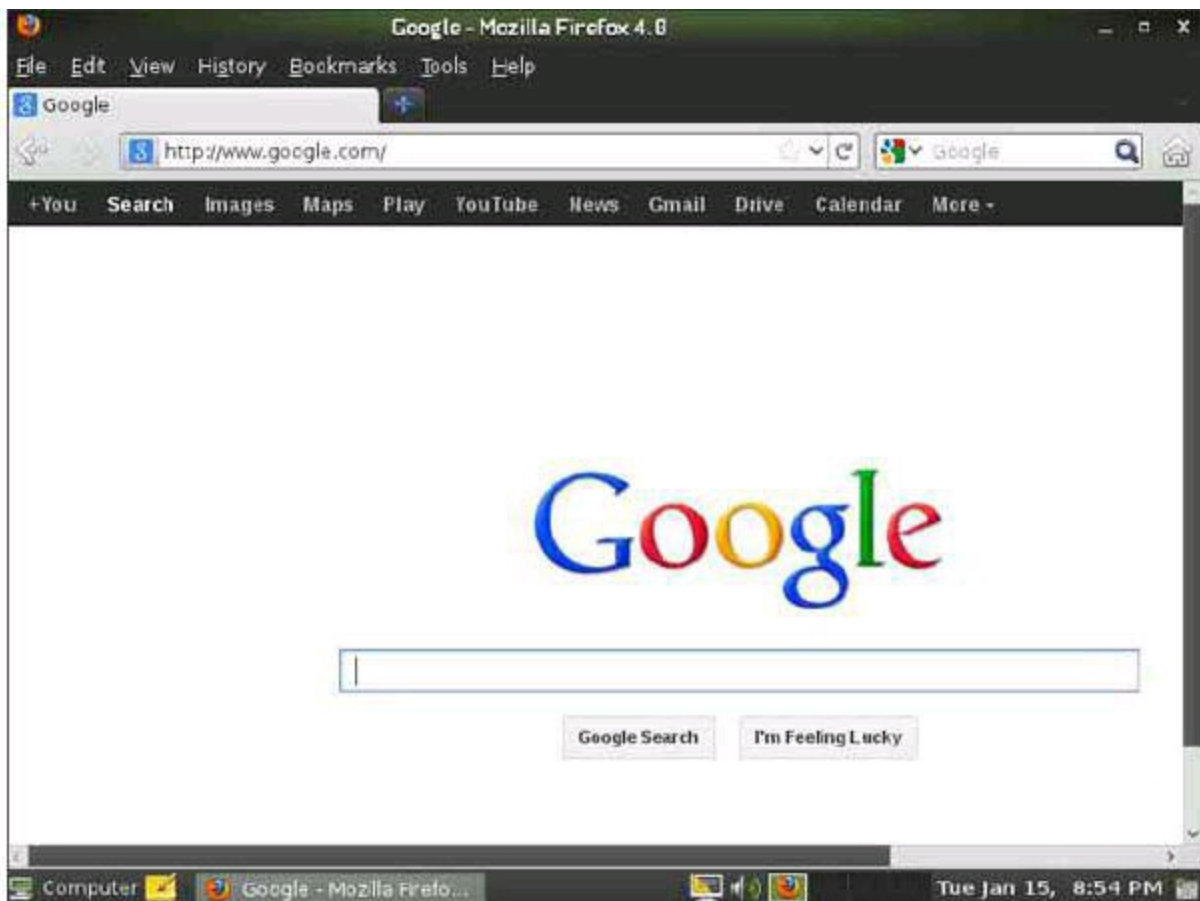 Google - Mozilla Firefox 4.0
File Edit View History Bookmarks Tools Help
Google
http://www.google.com/ Google
+You Search Images Maps Play YouTube News Gmail Drive Calendar More
Google
Google Search I'm Feeling Lucky
Computer Google - Mozilla Firefo... Tue Jan 15, 8:54 PM